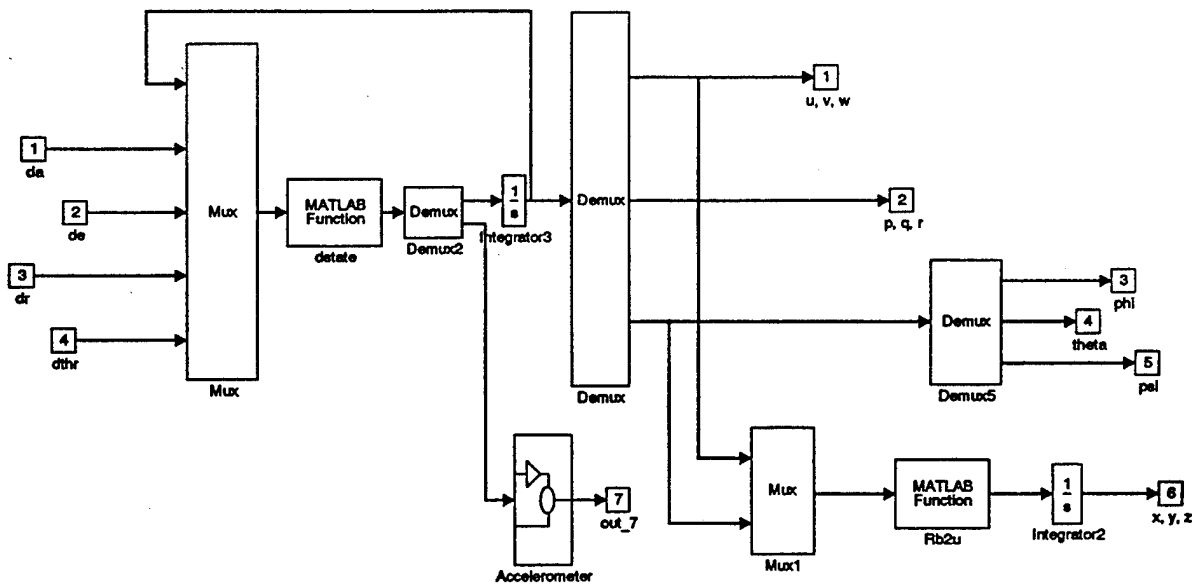 1
da
2
de
3
dr
4
dthr
Mux
Mux
MATLAB
Function
dstate
Demux
Demux2
1
s
Integrator3
Demux
Demux
1
u, v, w
2
p, q, r
Demux
Demux5
3
phi
4
theta
5
psi
Accelerometer
7
out_7
Mux
Mux1
MATLAB
Function
Rb2u
1
s
Integrator2
6
x, y, z